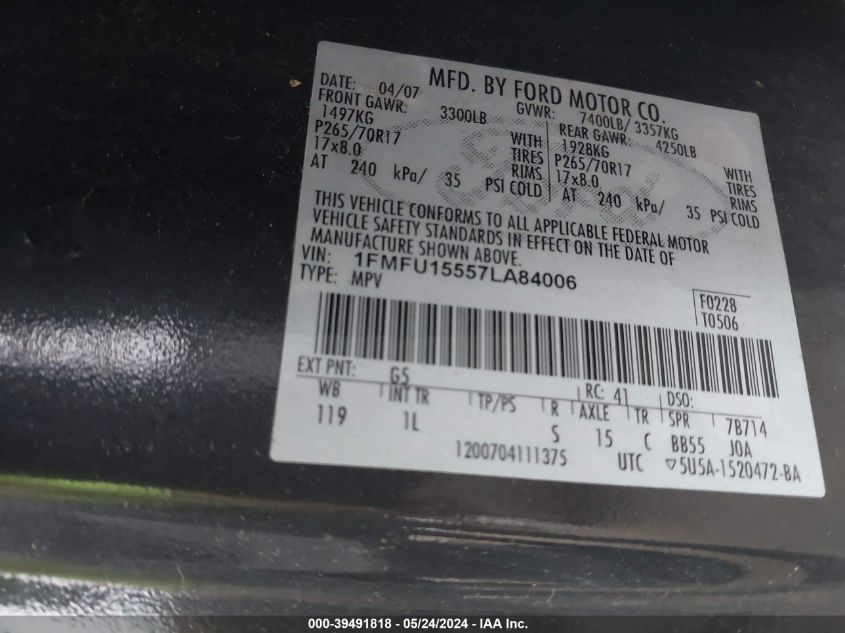 MFD. BY FORD MOTOR CO.
DATE: 04/07 GVWR: 7400LB/ 3357KG
FRONT GAWR: 3300LB REAR GAWR: 4250LB
1497KG WITH 1928KG WITH
P265/70R17 TIRES P265/70R17 TIRES
17x8.0 RIMS 17x8.0 RIMS
AT 240 kPa/ 35 PSI COLD AT 240 kPa/ 35 PSI COLD
THIS VEHICLE CONFORMS TO ALL APPLICABLE FEDERAL MOTOR
VEHICLE SAFETY STANDARDS IN EFFECT ON THE DATE OF
MANUFACTURE SHOWN ABOVE.
VIN: 1FMFU15557LA84006
TYPE: MPV
F0228
T0506
EXT PNT: G5 RC: 41 DSO:
WB INT TR TP/PS R AXLE TR SPR 7B714
119 1L S 15 C BB55 J0A
1200704111375 UTC ▽5U5A-1520472-BA
000-39491818 - 05/24/2024 - IAA Inc.